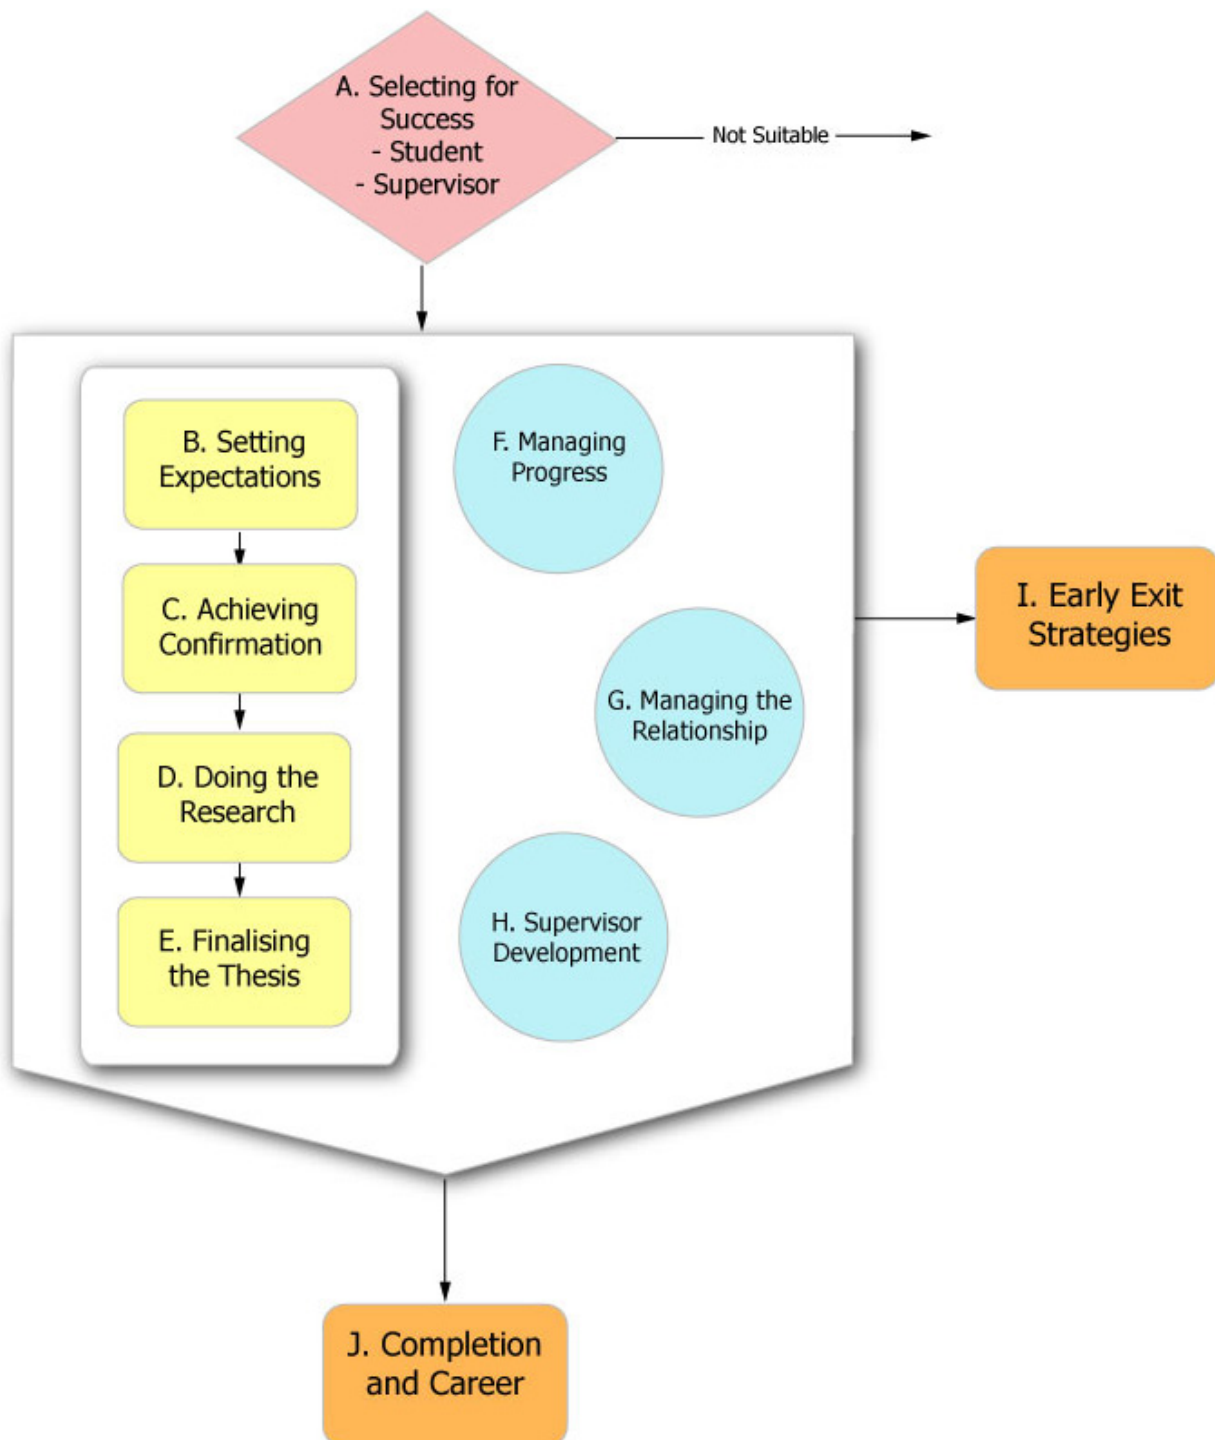 A. Selecting for
Success
- Student
- Supervisor
Not Suitable
B. Setting
Expectations
C. Achieving
Confirmation
D. Doing the
Research
E. Finalising
the Thesis
F. Managing
Progress
G. Managing the
Relationship
H. Supervisor
Development
I. Early Exit
Strategies
J. Completion
and Career